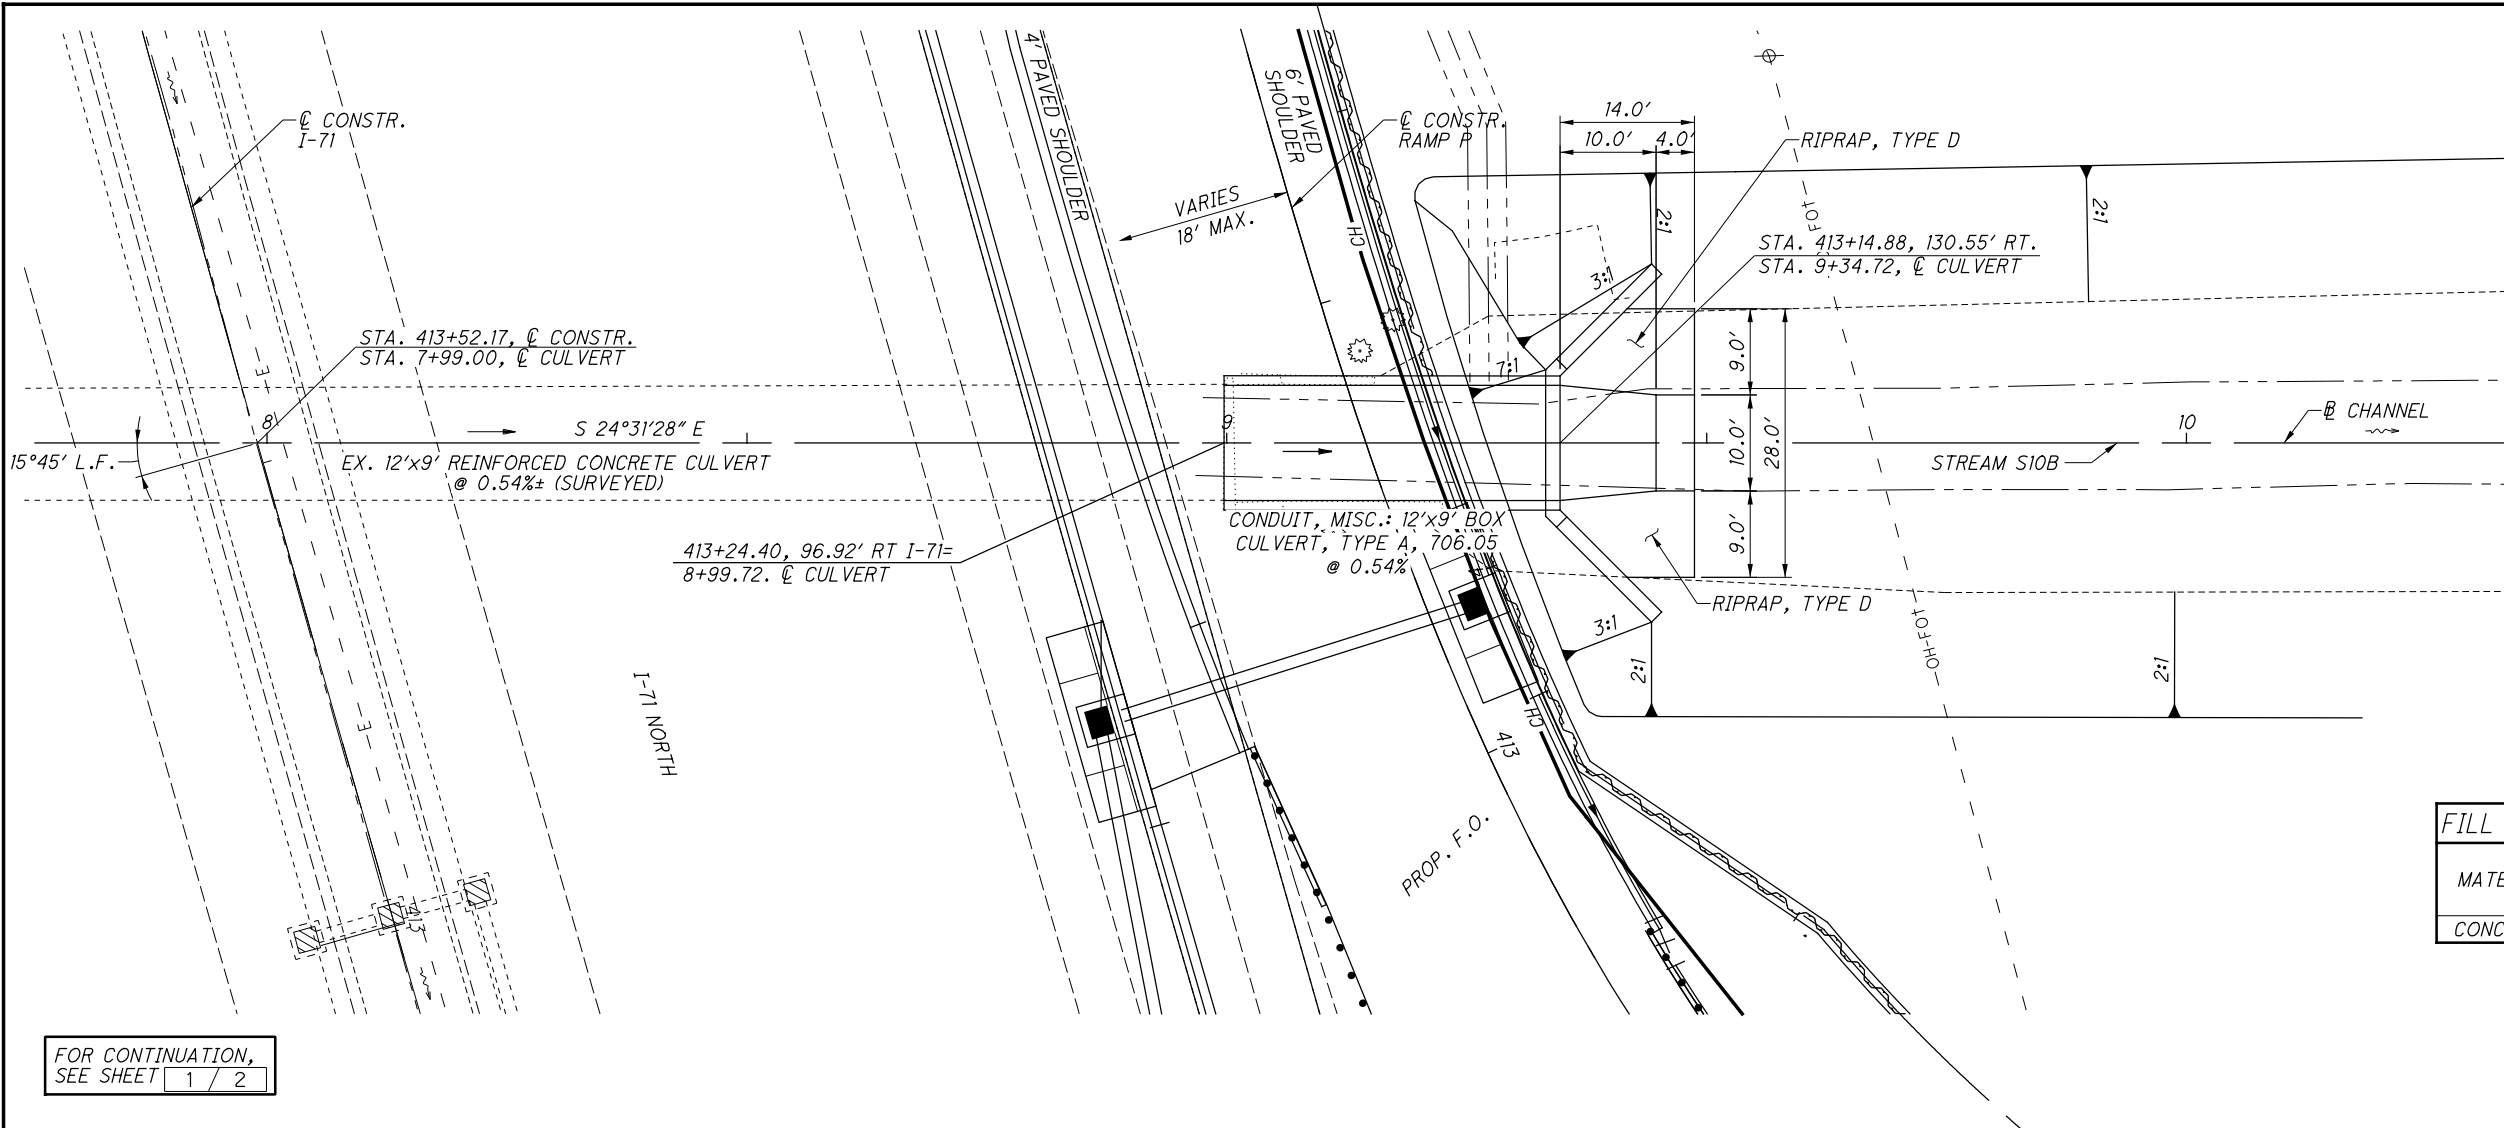 ℄ CONSTR.
I-71
4' PAVED SHOULDER
6' PAVED
SHOULDER
℄ CONSTR.
RAMP P
VARIES
18' MAX.
14.0'
10.0'
4.0'
RIPRAP, TYPE D
2:1
2:1
FOT
CH
3:1
STA. 413+14.88, 130.55' RT.
STA. 9+34.72, ℄ CULVERT
STA. 413+52.17, ℄ CONSTR.
STA. 7+99.00, ℄ CULVERT
E
7:1
9.0'
8
9
10
S 24°31'28" E
15°45' L.F.
EX. 12'x9' REINFORCED CONCRETE CULVERT
@ 0.54%± (SURVEYED)
10.0'
28.0'
B CHANNEL
STREAM S10B
CONDUIT, MISC.: 12'x9' BOX
CULVERT, TYPE A, 706.05
@ 0.54%
413+24.40, 96.92' RT I-71=
8+99.72. ℄ CULVERT
9.0'
RIPRAP, TYPE D
3:1
2:1
2:1
OH-FOT
E
I-71 NORTH
CH
413
PROP. F.O.
413
FILL
MATE
CONC
FOR CONTINUATION,
SEE SHEET 1 / 2